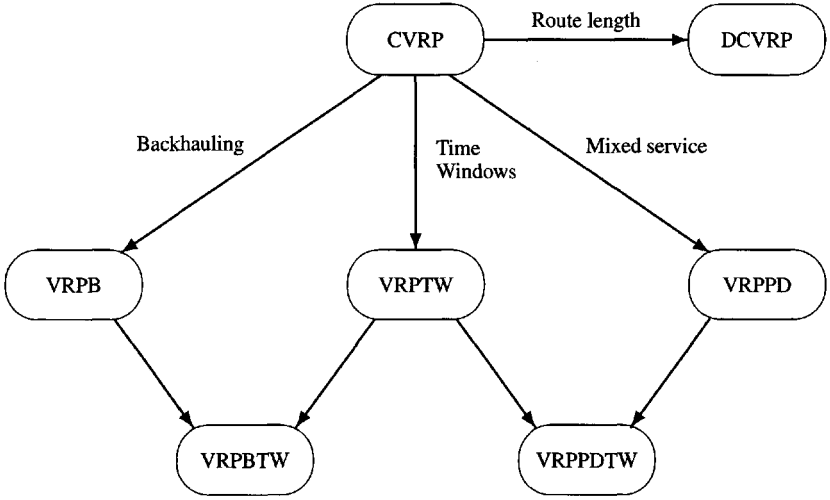 CVRP
Route length
DCVRP
Backhauling
Time
Windows
Mixed service
VRPB
VRPTW
VRPPD
VRPBTW
VRPPDTW